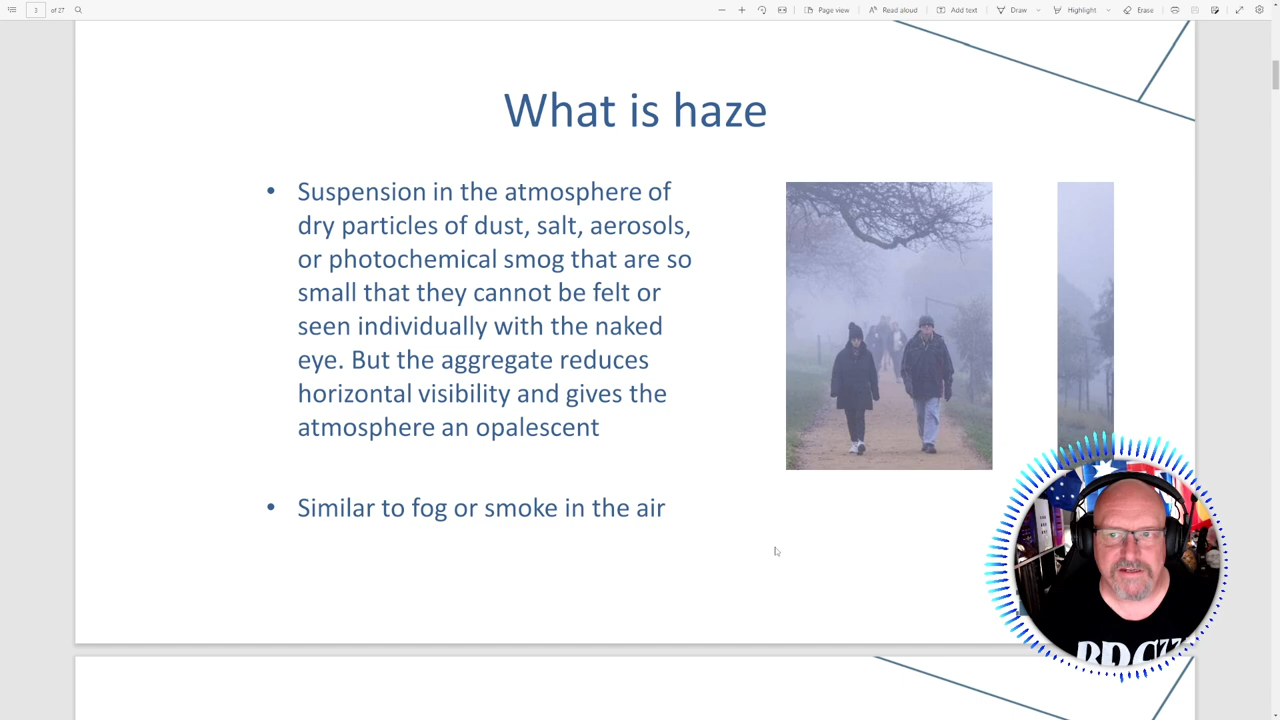 3 of 27 Page view Read aloud Add text Draw Highlight Erase
What is haze
• Suspension in the atmosphere of
dry particles of dust, salt, aerosols,
or photochemical smog that are so
small that they cannot be felt or
seen individually with the naked
eye. But the aggregate reduces
horizontal visibility and gives the
atmosphere an opalescent
• Similar to fog or smoke in the air